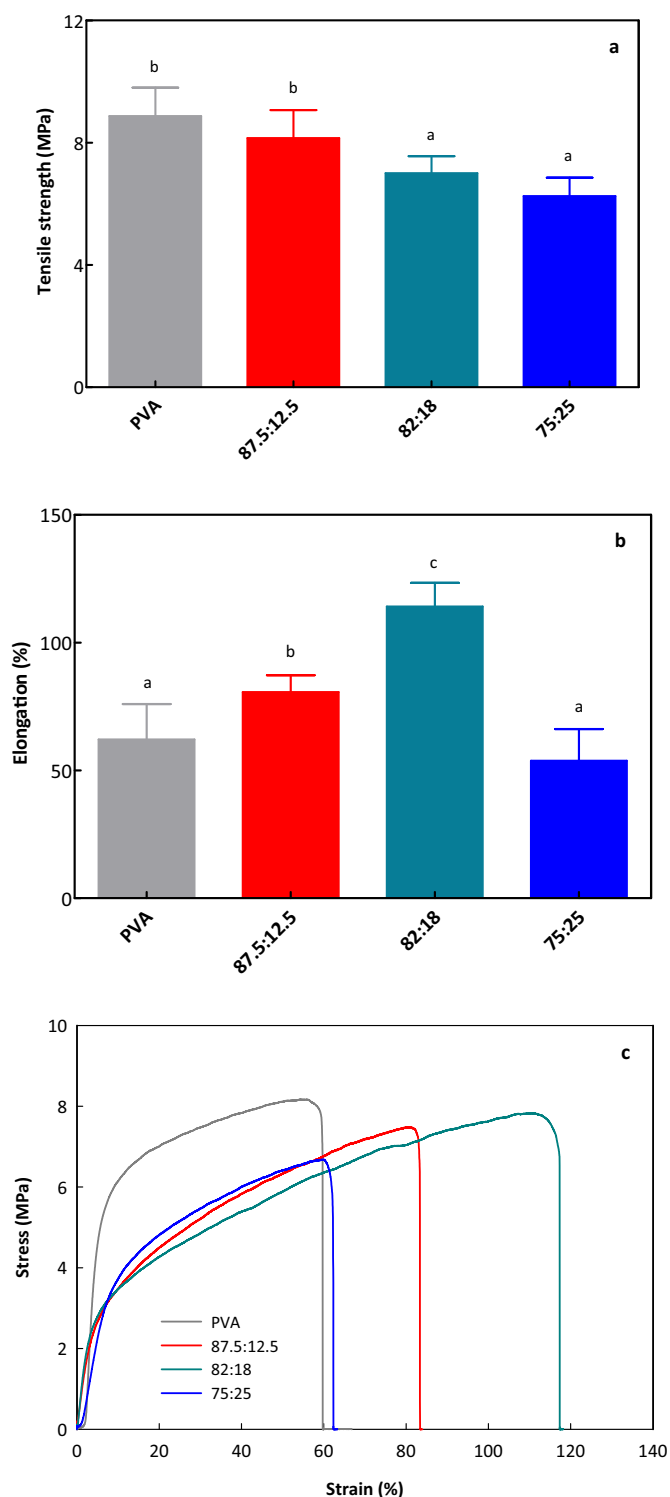 12
a
b
b
8
a
a
4
0
Tensile strength (MPa)
PVA
87.5:12.5
82:18
75:25
150
b
c
100
b
a
a
50
0
Elongation (%)
PVA
87.5:12.5
82:18
75:25
10
c
8
6
4
2
0
Stress (MPa)
PVA
87.5:12.5
82:18
75:25
0 20 40 60 80 100 120 140
Strain (%)